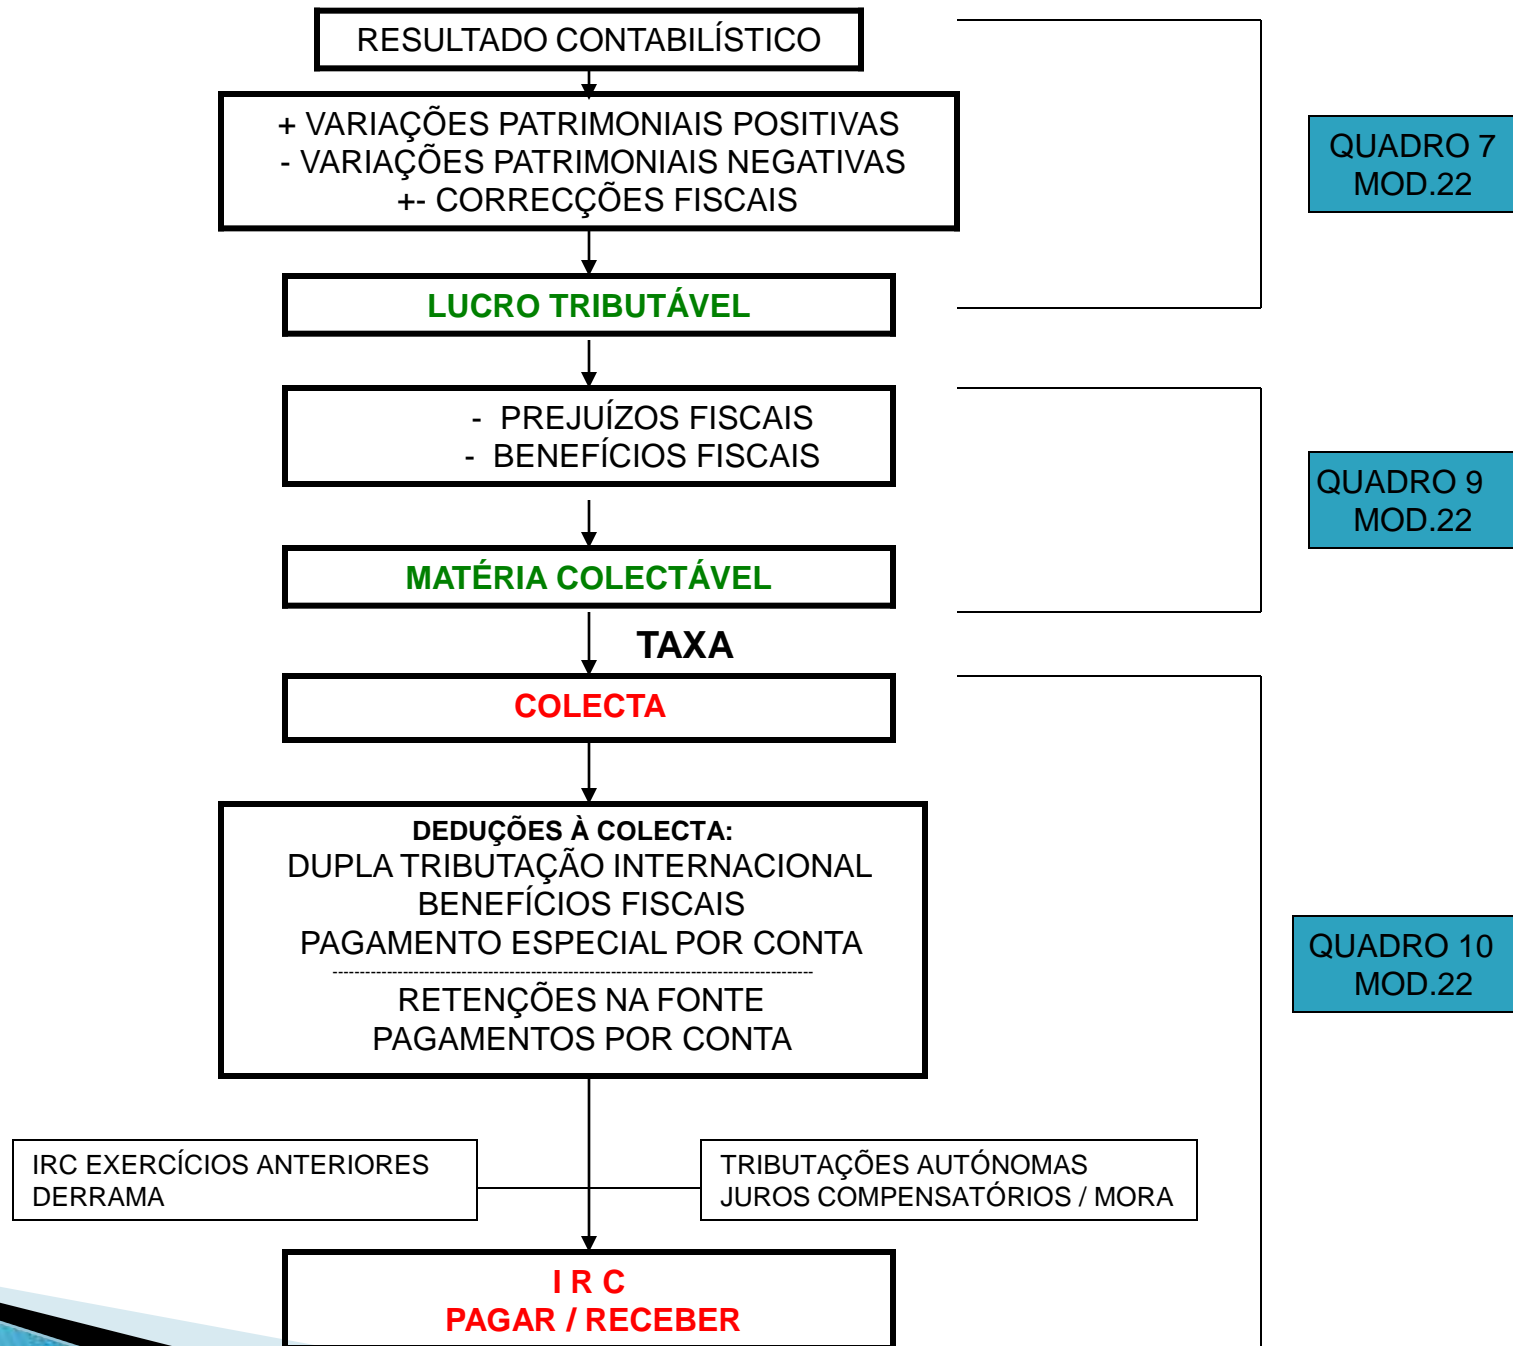 RESULTADO CONTABILÍSTICO
+ VARIAÇÕES PATRIMONIAIS POSITIVAS
- VARIAÇÕES PATRIMONIAIS NEGATIVAS
+- CORRECÇÕES FISCAIS
QUADRO 7
MOD.22
LUCRO TRIBUTÁVEL
- PREJUÍZOS FISCAIS
- BENEFÍCIOS FISCAIS
QUADRO 9
MOD.22
MATÉRIA COLECTÁVEL
TAXA
COLECTA
DEDUÇÕES À COLECTA:
DUPLA TRIBUTAÇÃO INTERNACIONAL
BENEFÍCIOS FISCAIS
PAGAMENTO ESPECIAL POR CONTA
RETENÇÕES NA FONTE
PAGAMENTOS POR CONTA
QUADRO 10
MOD.22
IRC EXERCÍCIOS ANTERIORES
DERRAMA
TRIBUTAÇÕES AUTÓNOMAS
JUROS COMPENSATÓRIOS / MORA
I R C
PAGAR / RECEBER